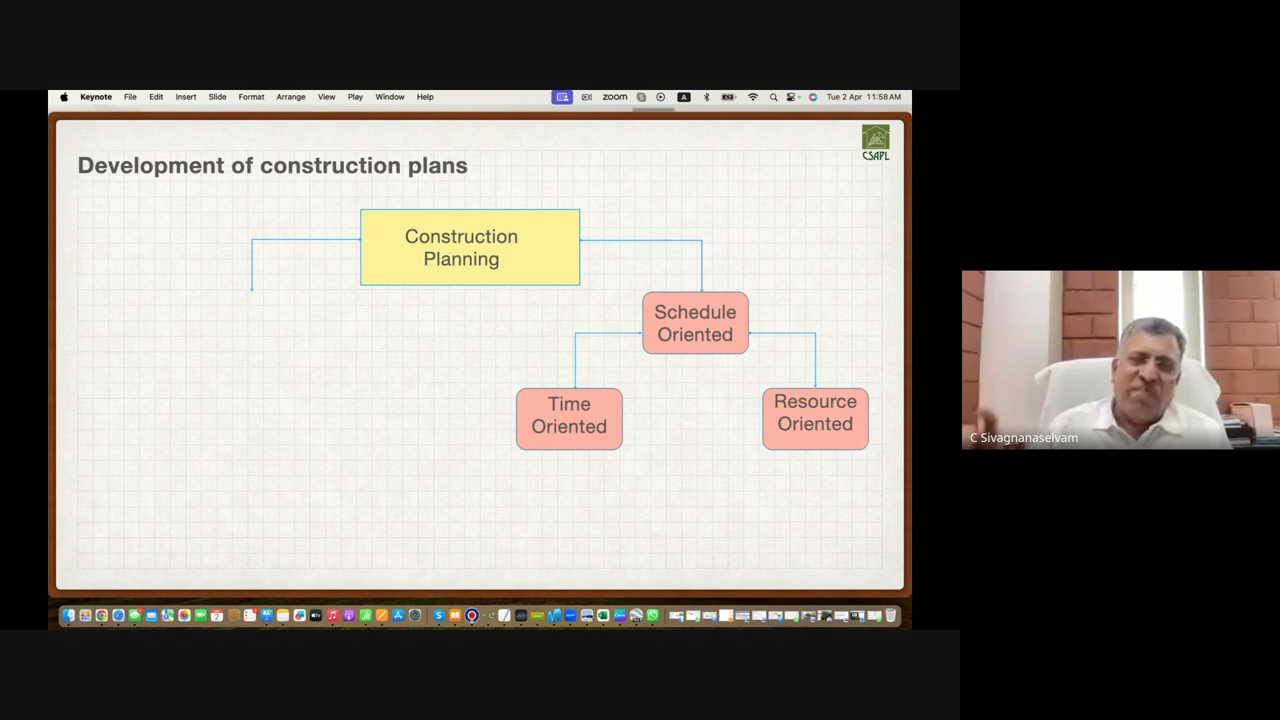 Keynote File Edit Insert Slide Format Arrange View Play Window Help zoom A Tue 2 Apr 11:58 AM
CSAPL
Development of construction plans
Construction
Planning
Schedule
Oriented
Time
Oriented
Resource
Oriented
C Sivagnanaselvam